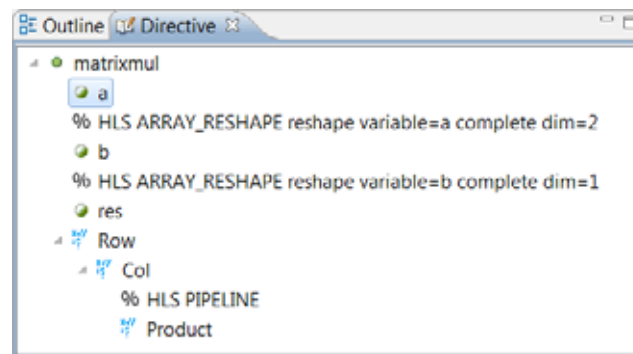 Outline Directive
matrixmul
a
% HLS ARRAY_RESHAPE reshape variable=a complete dim=2
b
% HLS ARRAY_RESHAPE reshape variable=b complete dim=1
res
Row
Col
% HLS PIPELINE
Product